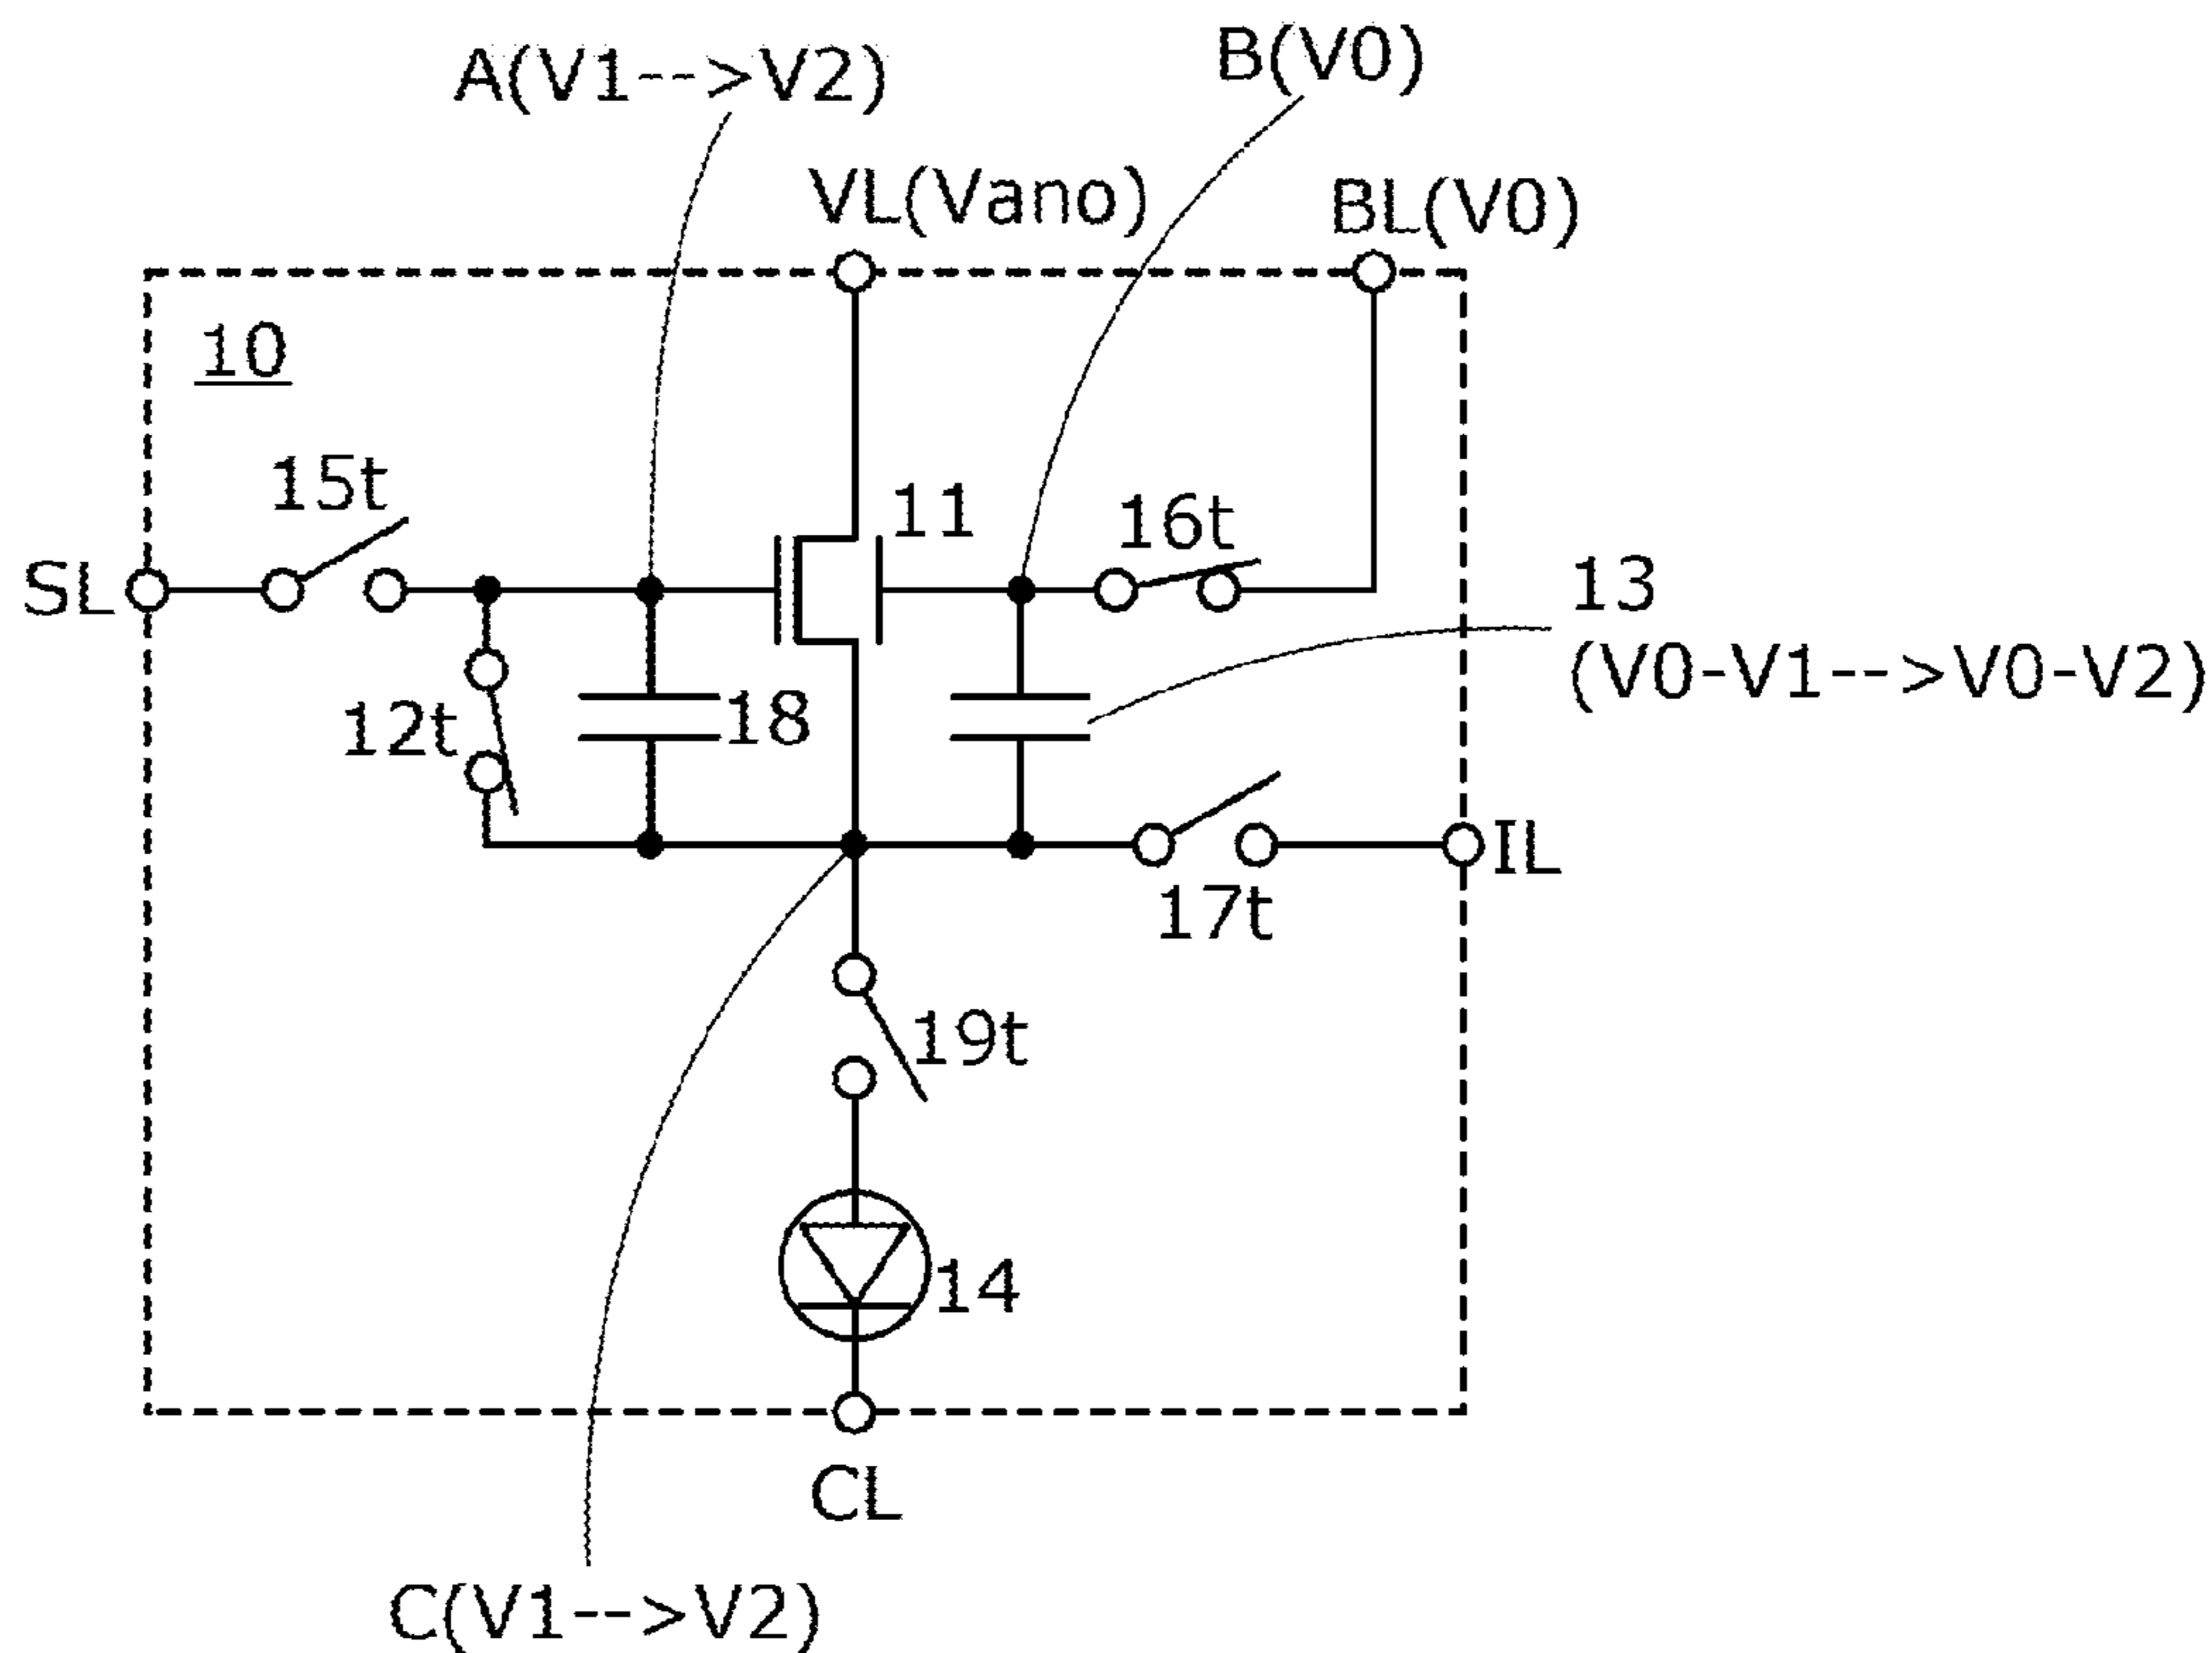 A(V1-->V2)
B(V0)
VL(Vano)
BL(V0)
10
15t
11
16t
SL
13
(V0-V1-->V0-V2)
12t
18
IL
17t
19t
14
CL
C(V1-->V2)